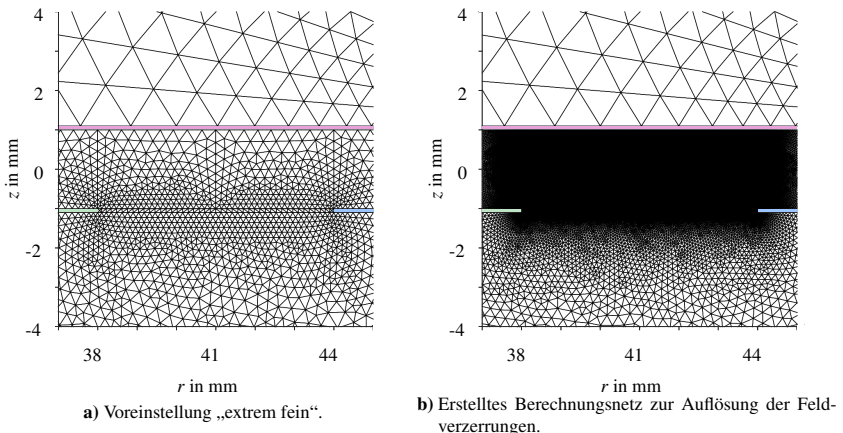 4
2
0
-2
-4
z in mm
38
41
44
r in mm
a) Voreinstellung „extrem fein“.
4
2
0
-2
-4
z in mm
38
41
44
r in mm
b) Erstelltes Berechnungsnetz zur Auflösung der Feld-
verzerrungen.